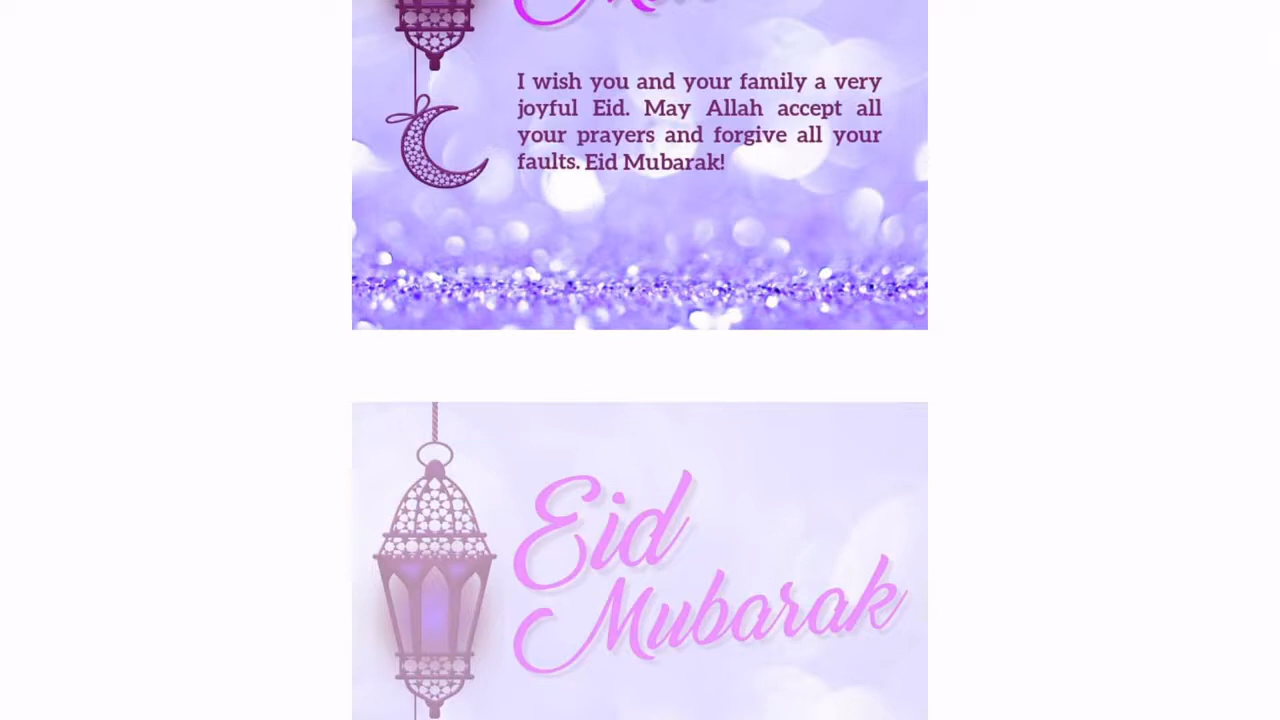 I wish you and your family a very
joyful Eid. May Allah accept all
your prayers and forgive all your
faults. Eid Mubarak!
Eid
Mubarak